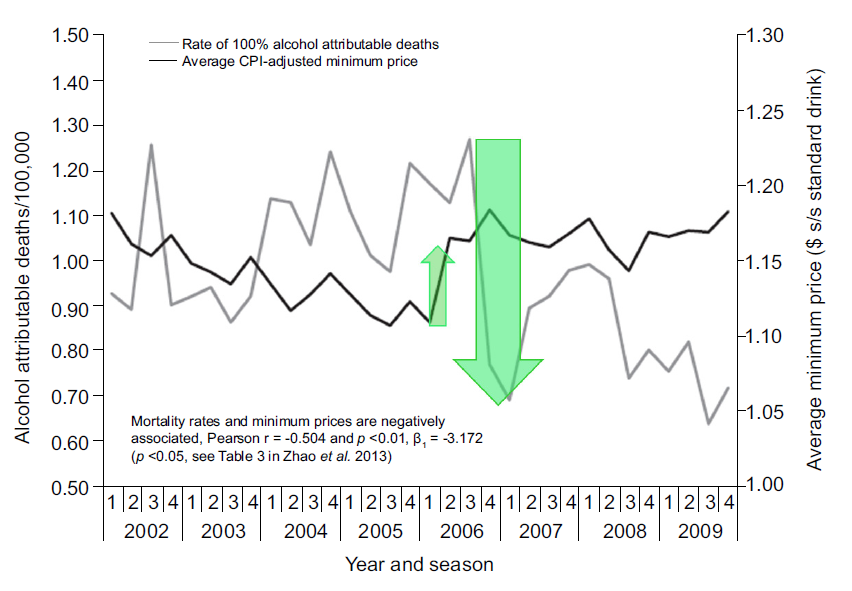 Rate of 100% alcohol attributable deaths
Average CPI-adjusted minimum price
Alcohol attributable deaths/100,000
1.50
1.40
1.30
1.20
1.10
1.00
0.90
0.80
0.70
0.60
0.50
Average minimum price ($ s/s standard drink)
1.30
1.25
1.20
1.15
1.10
1.05
1.00
Mortality rates and minimum prices are negatively
associated, Pearson r = -0.504 and p <0.01, β1 = -3.172
(p <0.05, see Table 3 in Zhao et al. 2013)
1 2 3 4 1 2 3 4 1 2 3 4 1 2 3 4 1 2 3 4 1 2 3 4 1 2 3 4 1 2 3 4
2002 2003 2004 2005 2006 2007 2008 2009
Year and season